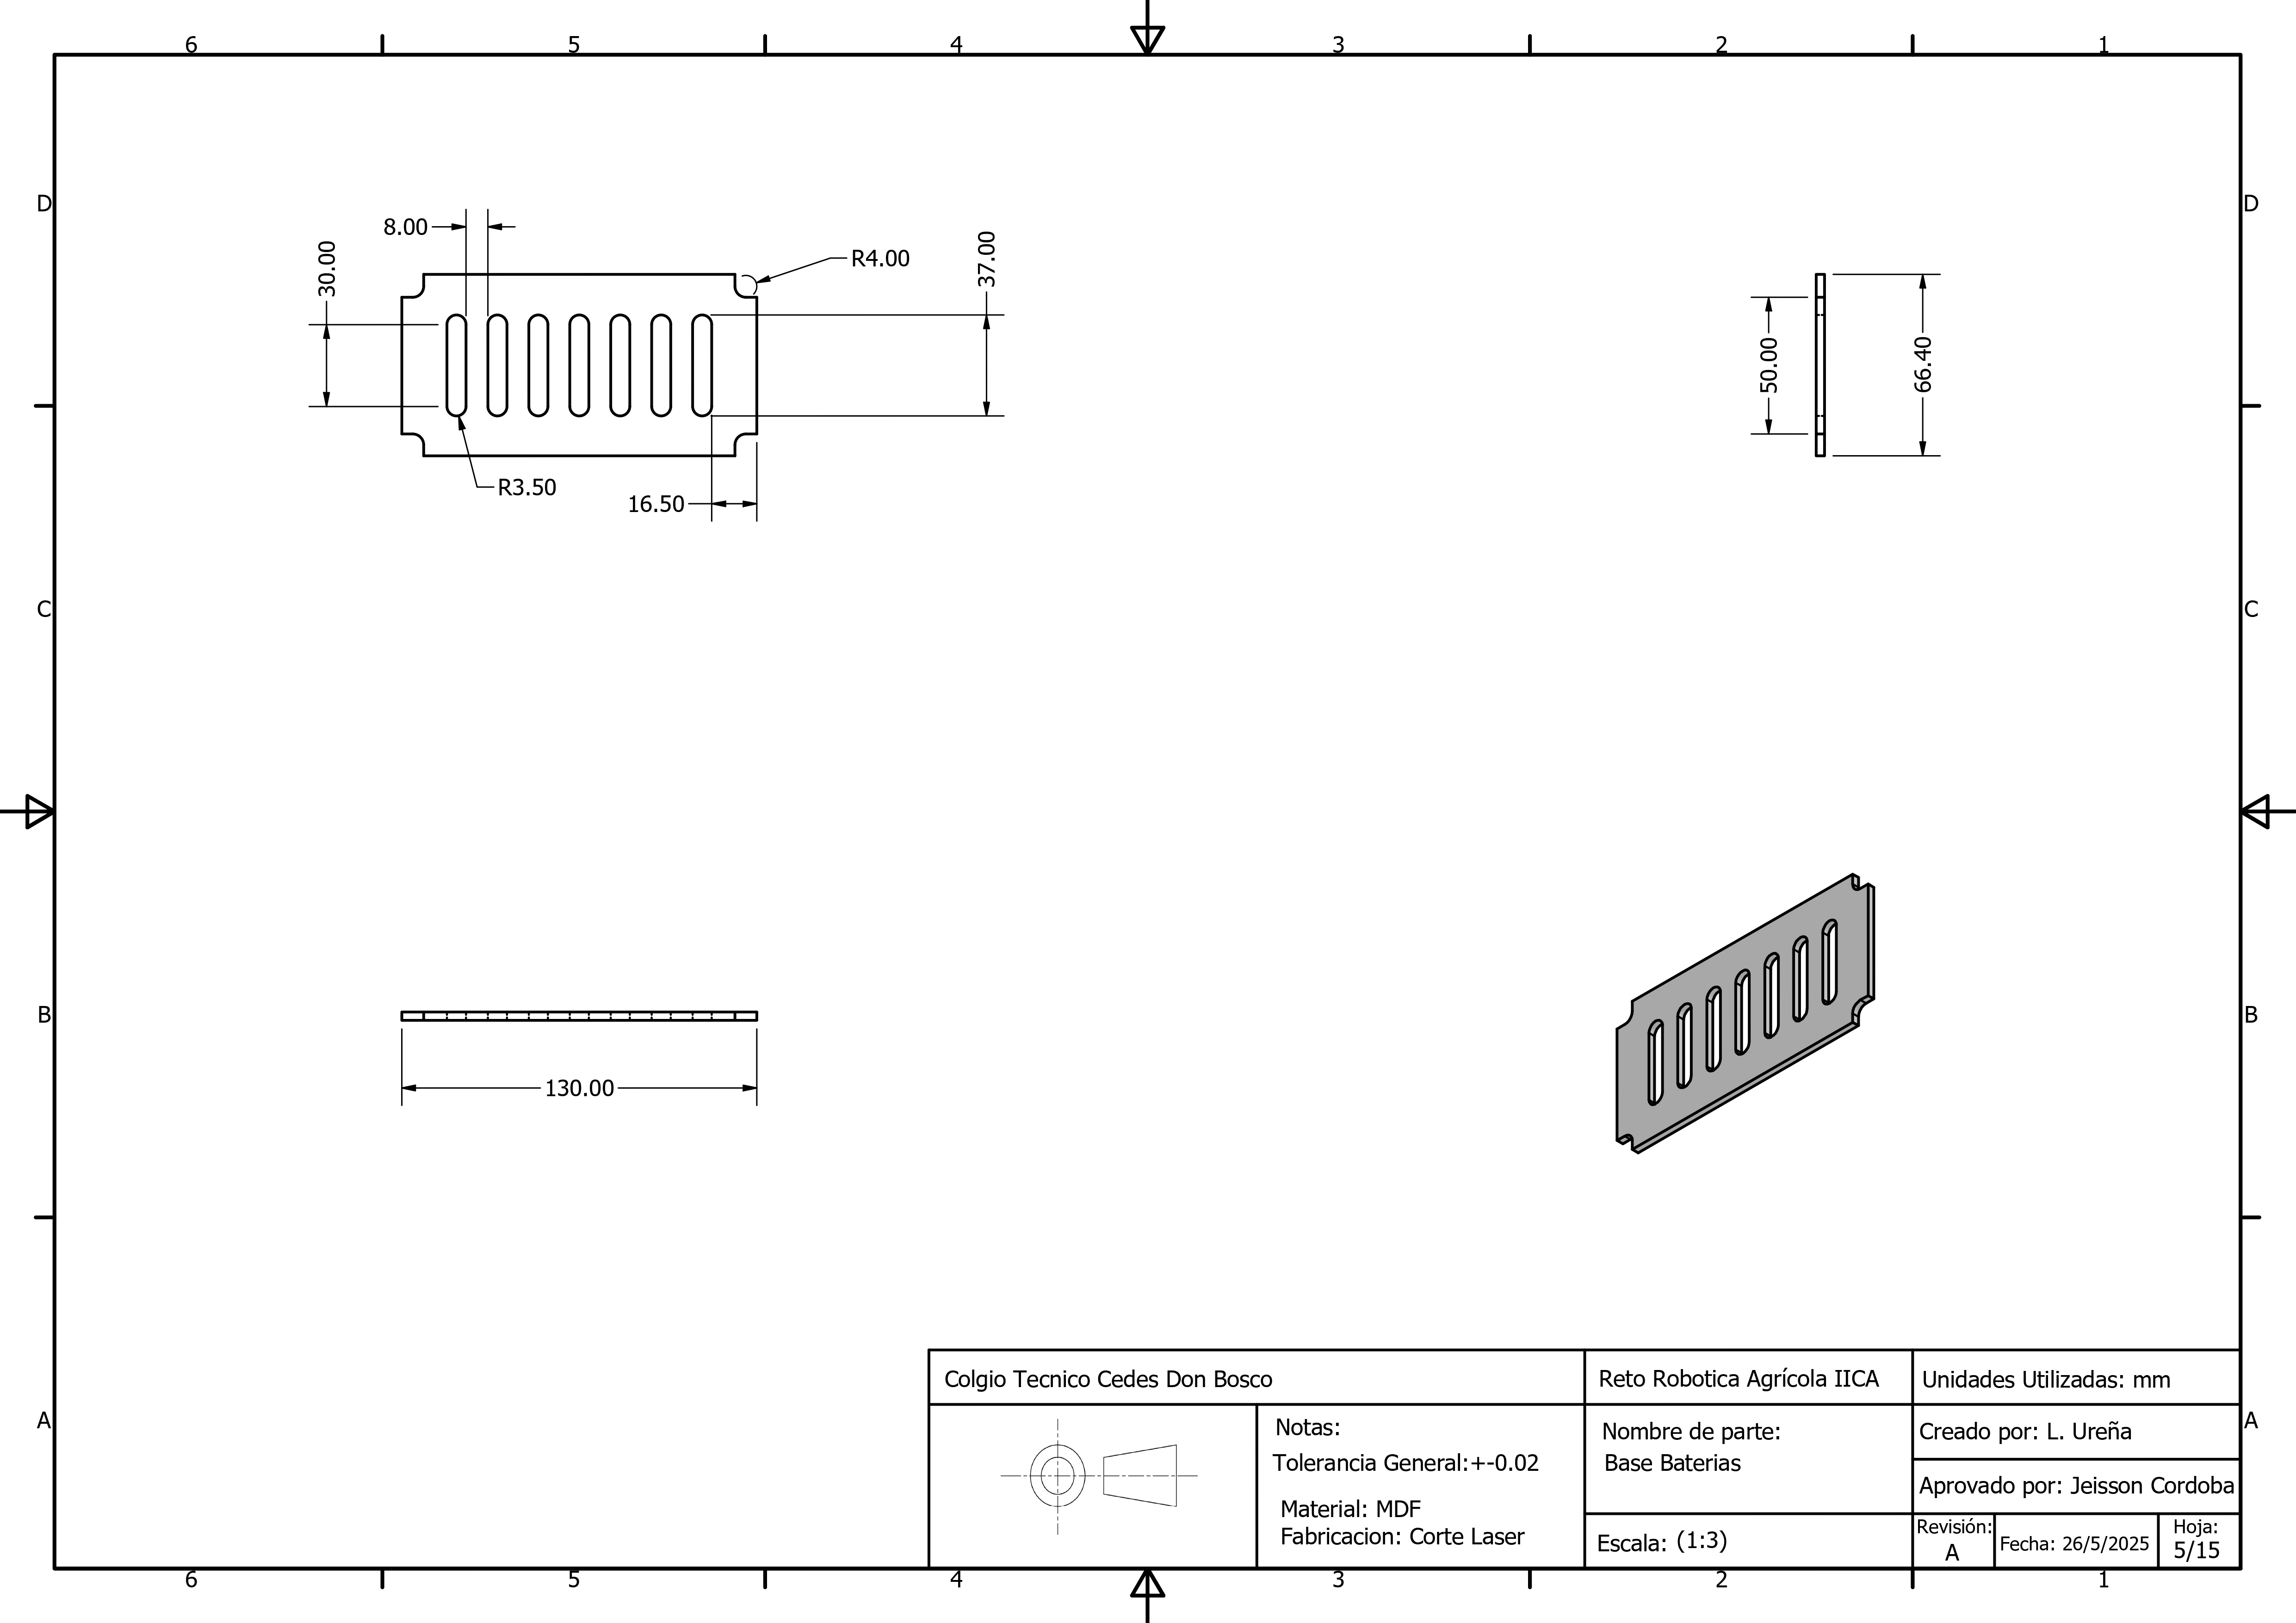 6 5 4 3 2 1
D D
8.00
30.00
R4.00
37.00
R3.50
16.50
50.00
66.40
C C
B B
130.00
A A
Colgio Tecnico Cedes Don Bosco
Reto Robotica Agrícola IICA
Unidades Utilizadas: mm
Notas:
Tolerancia General:+-0.02
Material: MDF
Fabricacion: Corte Laser
Nombre de parte:
Base Baterias
Escala: (1:3)
Creado por: L. Ureña
Aprovado por: Jeisson Cordoba
Revisión:
A
Fecha: 26/5/2025
Hoja:
5/15
6 5 4 3 2 1